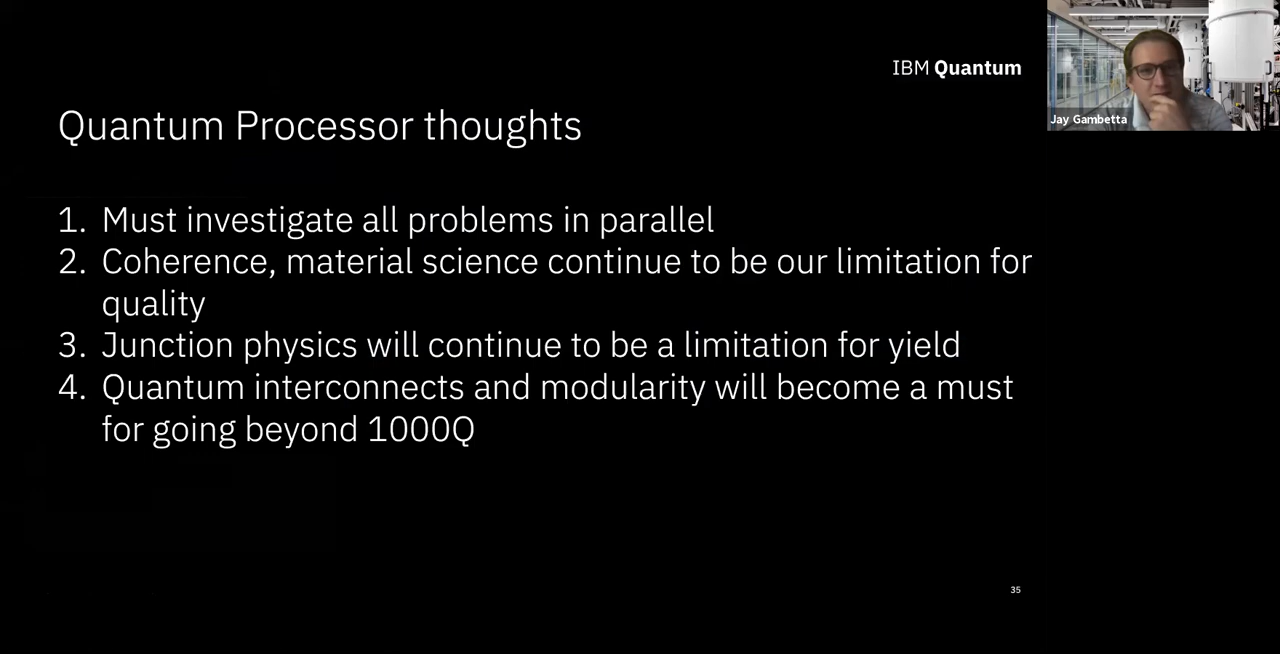 IBM Quantum
Jay Gambetta
Quantum Processor thoughts
1. Must investigate all problems in parallel
2. Coherence, material science continue to be our limitation for
quality
3. Junction physics will continue to be a limitation for yield
4. Quantum interconnects and modularity will become a must
for going beyond 1000Q
35